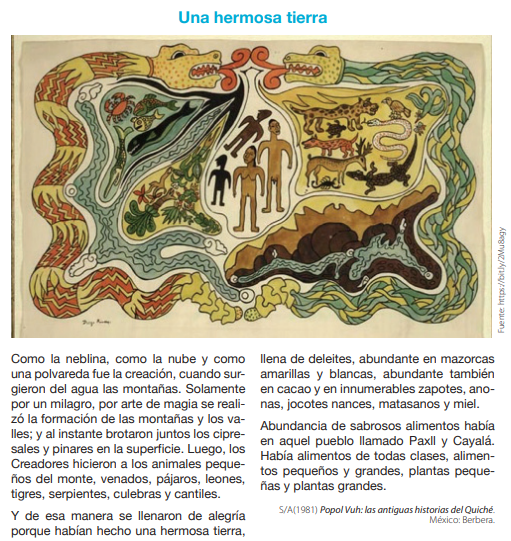 Una hermosa tierra
Diego Rivera
Fuente: https://bit.ly/2Mu8agy
Como la neblina, como la nube y como
una polvareda fue la creación, cuando sur-
gieron del agua las montañas. Solamente
por un milagro, por arte de magia se reali-
zó la formación de las montañas y los va-
lles; y al instante brotaron juntos los cipre-
sales y pinares en la superficie. Luego, los
Creadores hicieron a los animales peque-
ños del monte, venados, pájaros, leones,
tigres, serpientes, culebras y cantiles.
Y de esa manera se llenaron de alegría
porque habían hecho una hermosa tierra,
llena de deleites, abundante en mazorcas
amarillas y blancas, abundante también
en cacao y en innumerables zapotes, ano-
nas, jocotes nances, matasanos y miel.
Abundancia de sabrosos alimentos había
en aquel pueblo llamado Paxll y Cayalá.
Había alimentos de todas clases, alimen-
tos pequeños y grandes, plantas peque-
ñas y plantas grandes.
S/A(1981) Popol Vuh: las antiguas historias del Quiché.
México: Berbera.